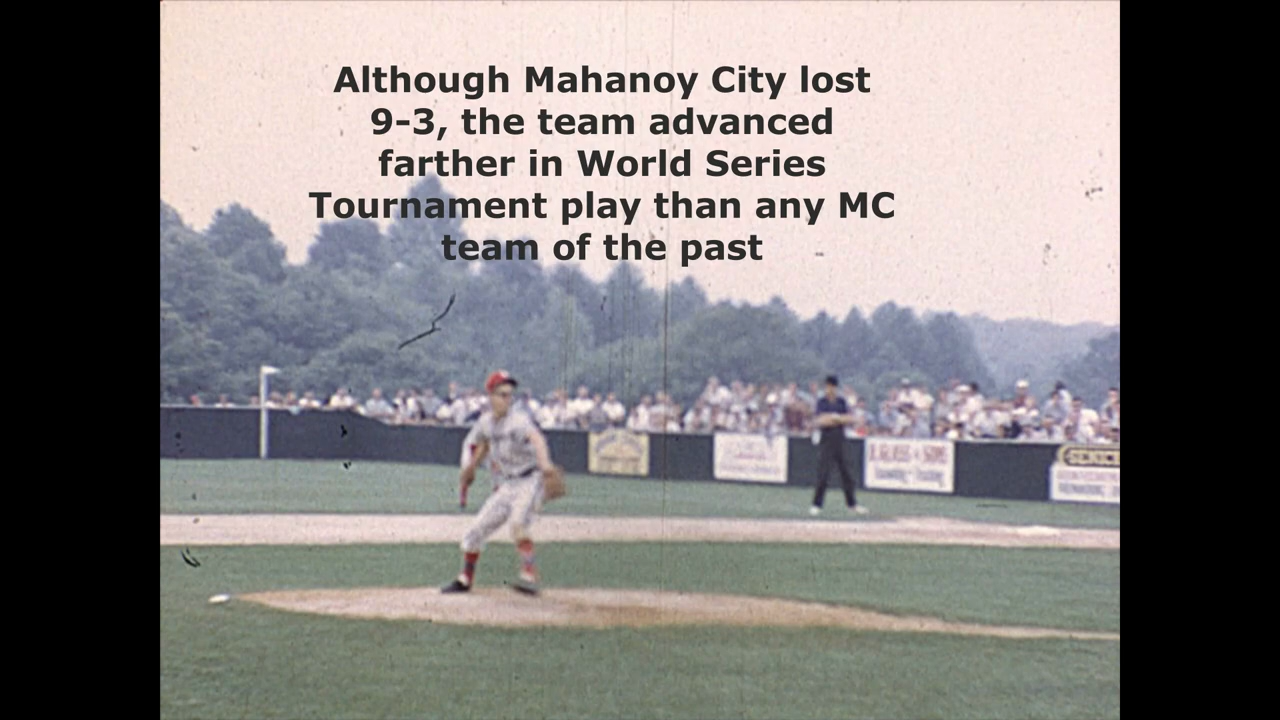 Although Mahanoy City lost
9-3, the team advanced
farther in World Series
Tournament play than any MC
team of the past